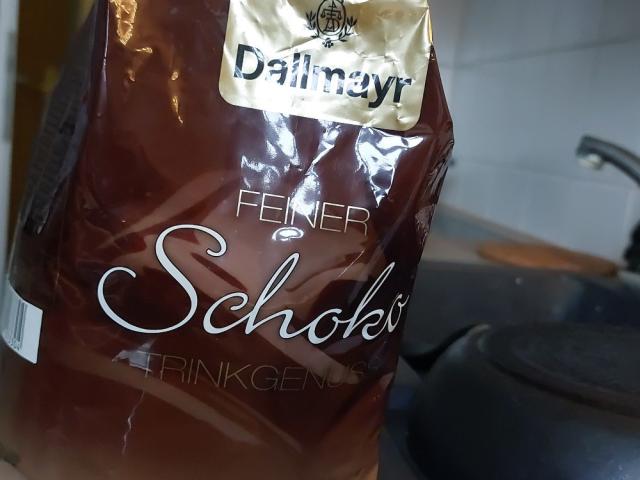 Dallmayr
FEINER
Schoko
TRINKGENUS